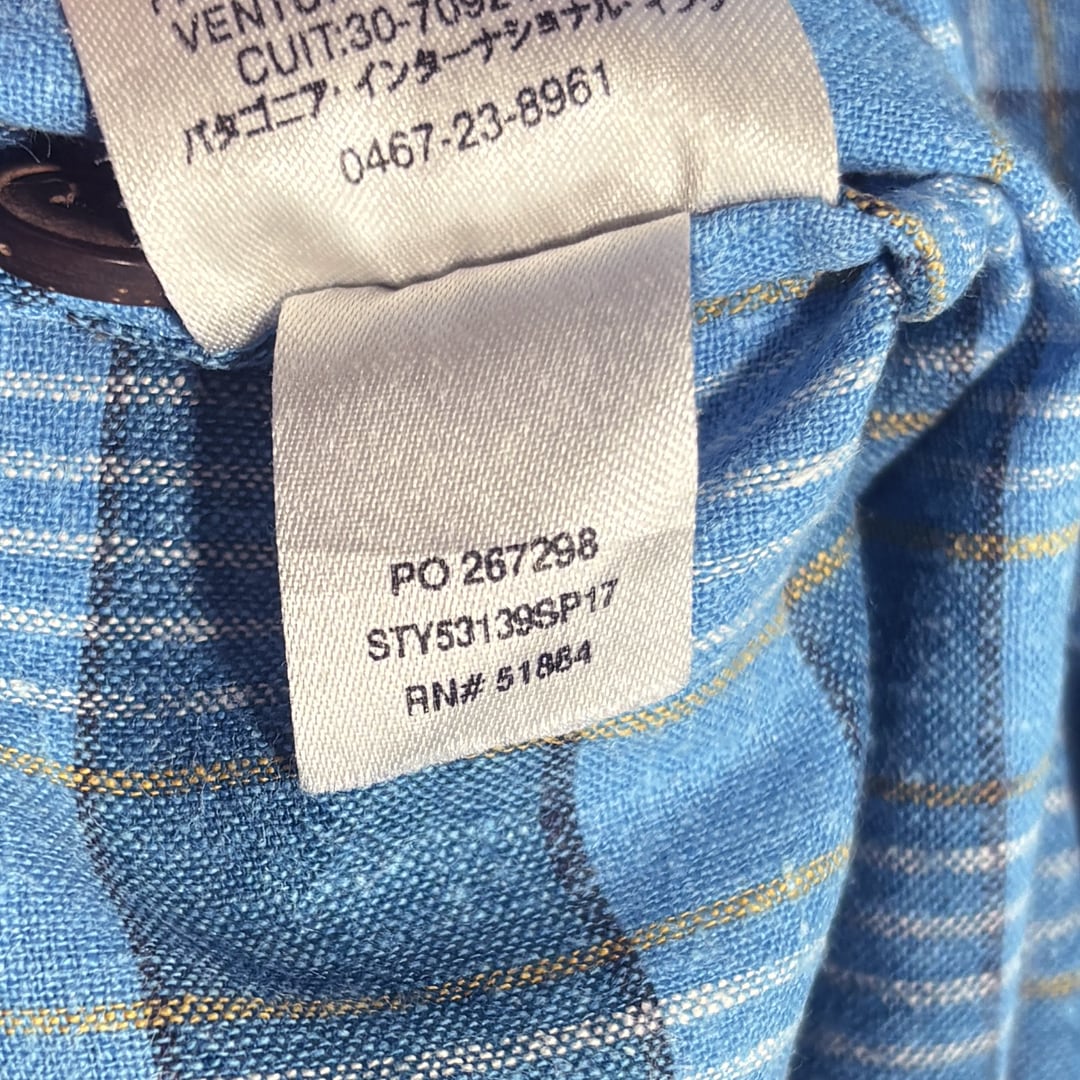 VENTU
CUIT:30-7092
パタゴニア・インターナショナル・イン
0467-23-8961
PO 267298
STY53139SP17
RN# 51884